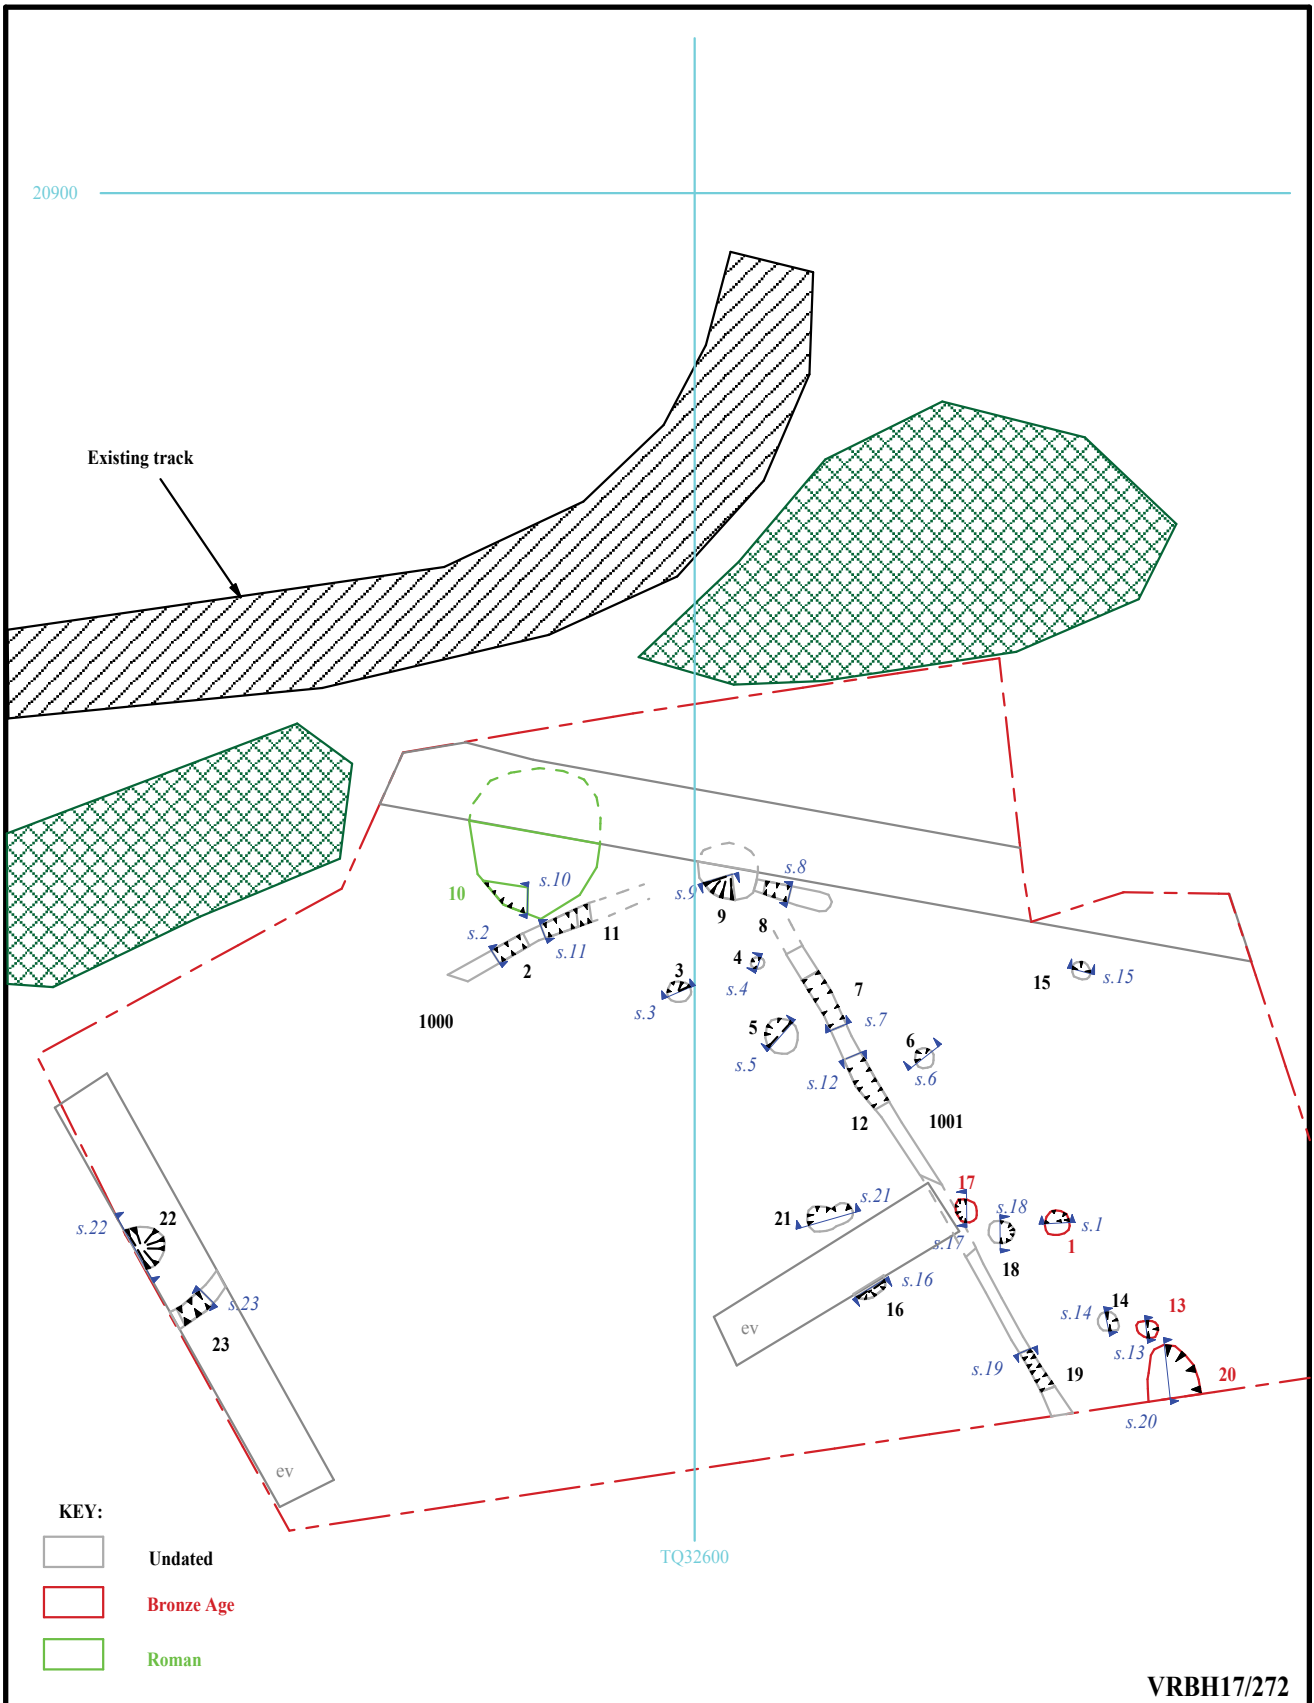 20900
Existing track
s.10
10
s.8
s.9
9
8
s.2
11
s.11
2
4
3
s.4
7
15
s.15
s.3
1000
5
s.7
6
s.5
s.12
s.6
12
1001
17
s.21
s.18
22
s.22
21
s.1
s.17
1
18
s.16
s.23
14
13
16
s.14
ev
23
s.13
s.19
19
20
s.20
ev
KEY:
TQ32600
Undated
Bronze Age
Roman
VRBH17/272